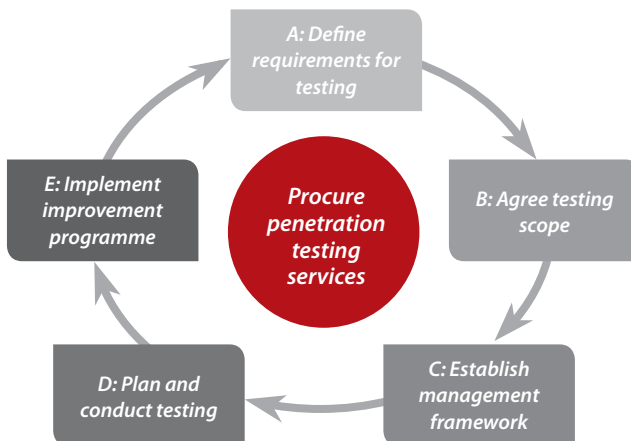 A: Define
requirements for
testing
B: Agree testing
scope
C: Establish
management
framework
D: Plan and
conduct testing
E: Implement
improvement
programme
Procure
penetration
testing
services